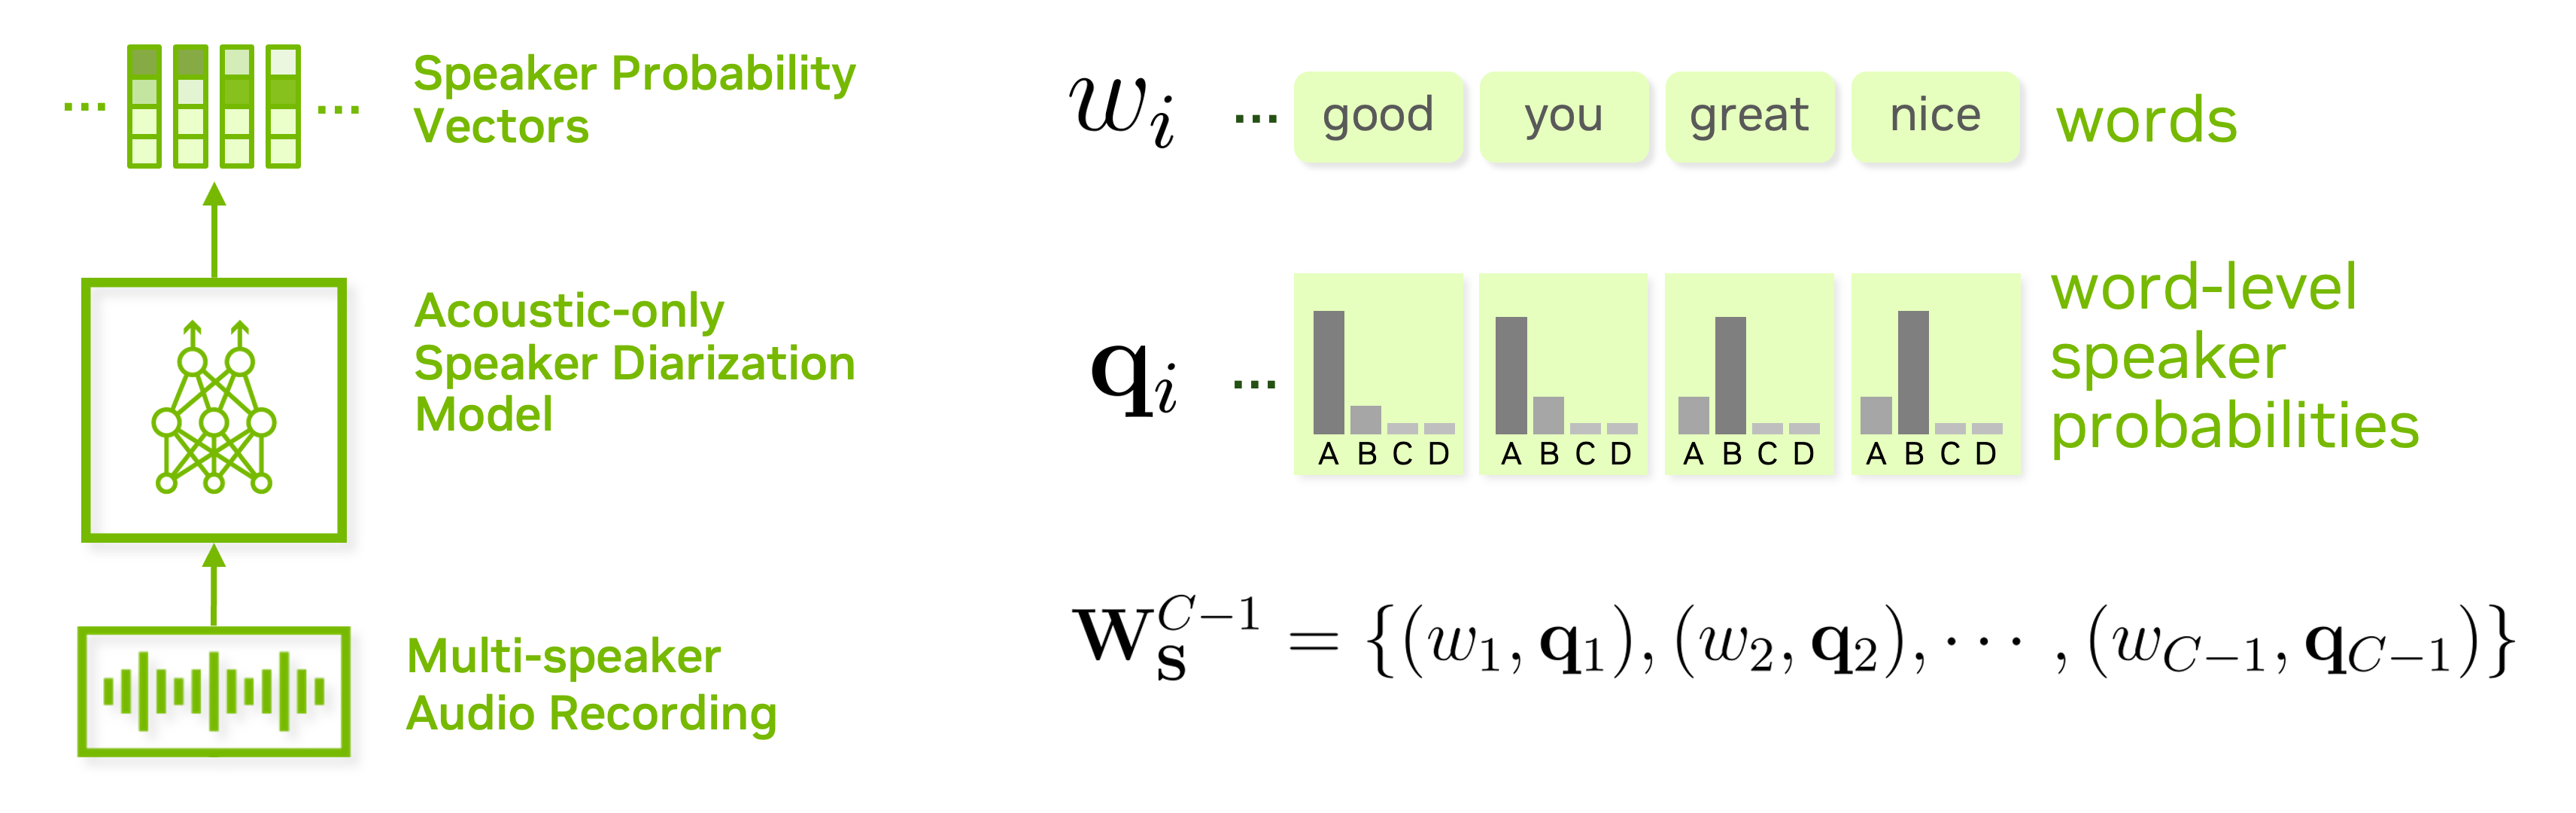 ... ...
Speaker Probability
Vectors
Acoustic-only
Speaker Diarization
Model
Multi-speaker
Audio Recording
w_i ... good you great nice words
q_i ... word-level
speaker
probabilities
A B C D A B C D A B C D A B C D
W_S^{C-1} = {(w_1, q_1), (w_2, q_2), ⋯ , (w_{C-1}, q_{C-1})}